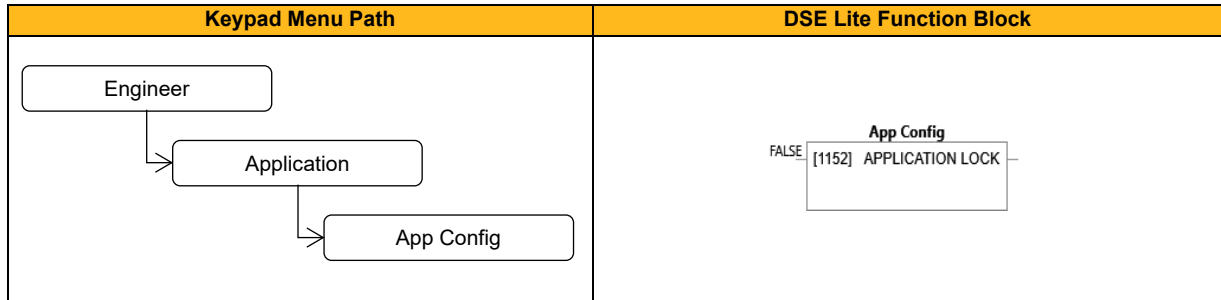 Keypad Menu Path
DSE Lite Function Block
Engineer
Application
App Config
App Config
FALSE
[1152] APPLICATION LOCK